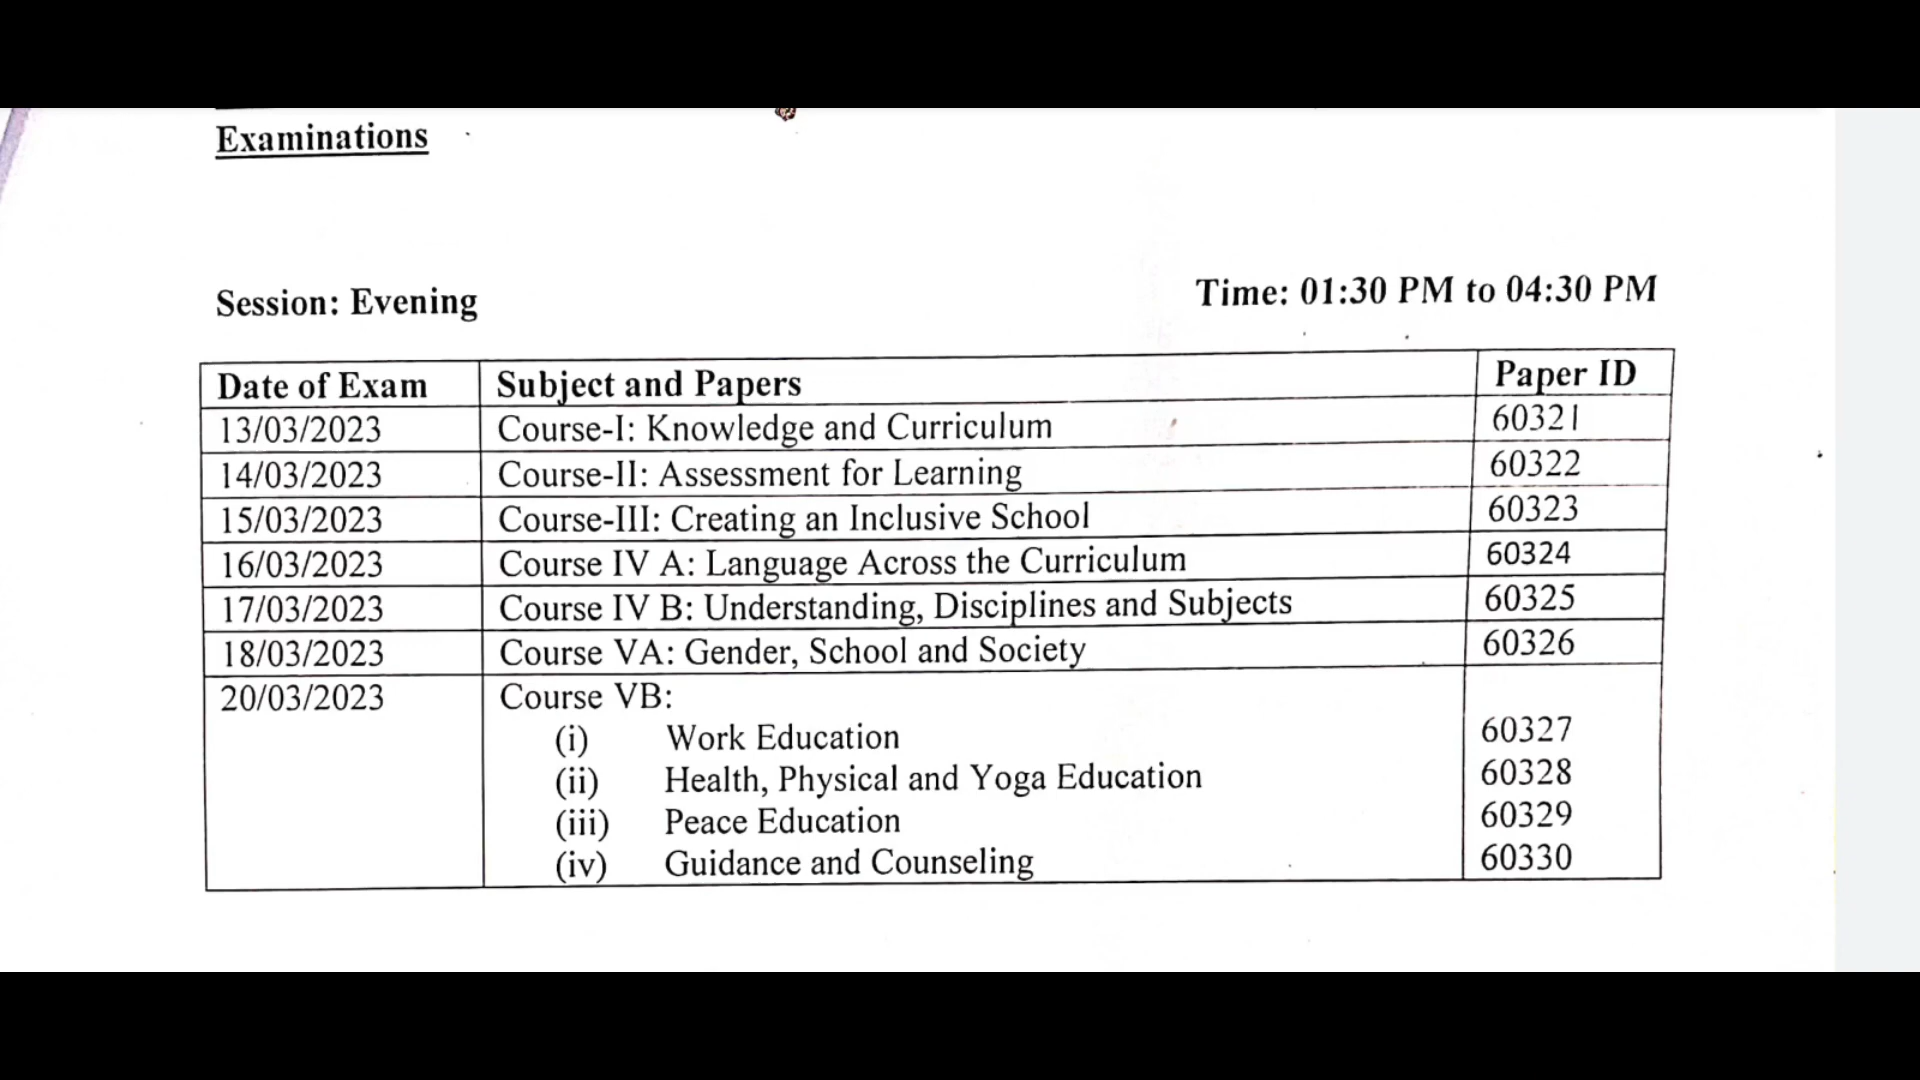 Examinations
Session: Evening
Time: 01:30 PM to 04:30 PM
Date of Exam Subject and Papers Paper ID
13/03/2023 Course-I: Knowledge and Curriculum 60321
14/03/2023 Course-II: Assessment for Learning 60322
15/03/2023 Course-III: Creating an Inclusive School 60323
16/03/2023 Course IV A: Language Across the Curriculum 60324
17/03/2023 Course IV B: Understanding, Disciplines and Subjects 60325
18/03/2023 Course VA: Gender, School and Society 60326
20/03/2023 Course VB:
(i) Work Education 60327
(ii) Health, Physical and Yoga Education 60328
(iii) Peace Education 60329
(iv) Guidance and Counseling 60330